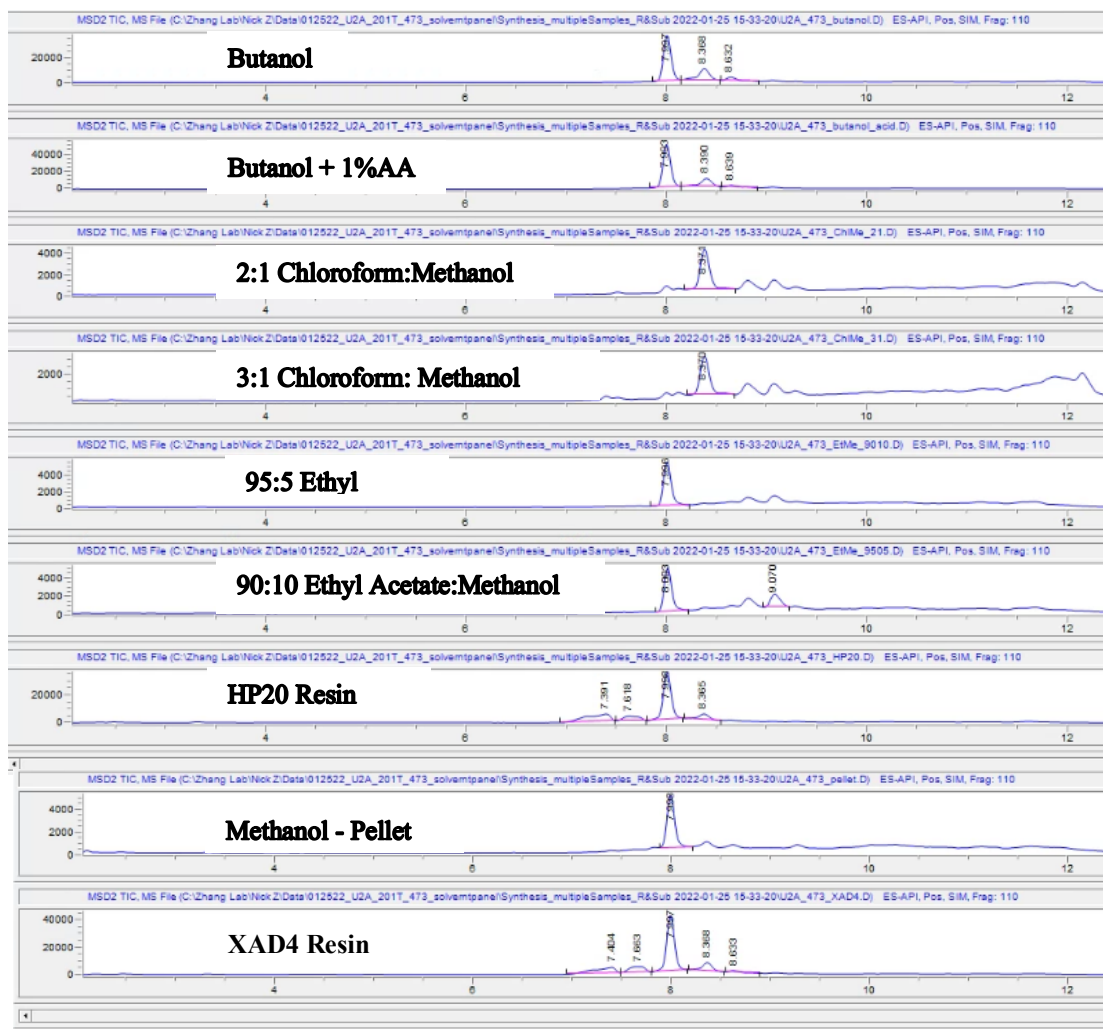 MSD2 TIC, MS File (C:\Zhang Lab\Nick Z\Data\012522_U2A_201T_473_solvemtpanel\Synthesis_multipleSamples_R&Sub 2022-01-25 15-33-20\U2A_473_butanol.D) ES-API, Pos, SIM, Frag: 110
Butanol
20000
0
7.997
8.368
8.632
4 6 8 10 12
MSD2 TIC, MS File (C:\Zhang Lab\Nick Z\Data\012522_U2A_201T_473_solvemtpanel\Synthesis_multipleSamples_R&Sub 2022-01-25 15-33-20\U2A_473_butanol_acid.D) ES-API, Pos, SIM, Frag: 110
Butanol + 1%AA
40000
20000
0
7.993
8.390
8.639
4 6 8 10 12
MSD2 TIC, MS File (C:\Zhang Lab\Nick Z\Data\012522_U2A_201T_473_solvemtpanel\Synthesis_multipleSamples_R&Sub 2022-01-25 15-33-20\U2A_473_ChlMe_21.D) ES-API, Pos, SIM, Frag: 110
2:1 Chloroform:Methanol
4000
2000
0
8.371
4 6 8 10 12
MSD2 TIC, MS File (C:\Zhang Lab\Nick Z\Data\012522_U2A_201T_473_solvemtpanel\Synthesis_multipleSamples_R&Sub 2022-01-25 15-33-20\U2A_473_ChlMe_31.D) ES-API, Pos, SIM, Frag: 110
3:1 Chloroform: Methanol
2000
8.370
4 6 8 10 12
MSD2 TIC, MS File (C:\Zhang Lab\Nick Z\Data\012522_U2A_201T_473_solvemtpanel\Synthesis_multipleSamples_R&Sub 2022-01-25 15-33-20\U2A_473_EtMe_9010.D) ES-API, Pos, SIM, Frag: 110
95:5 Ethyl
4000
2000
0
7.996
4 6 8 10 12
MSD2 TIC, MS File (C:\Zhang Lab\Nick Z\Data\012522_U2A_201T_473_solvemtpanel\Synthesis_multipleSamples_R&Sub 2022-01-25 15-33-20\U2A_473_EtMe_9505.D) ES-API, Pos, SIM, Frag: 110
90:10 Ethyl Acetate:Methanol
4000
2000
0
8.003
9.070
4 6 8 10 12
MSD2 TIC, MS File (C:\Zhang Lab\Nick Z\Data\012522_U2A_201T_473_solvemtpanel\Synthesis_multipleSamples_R&Sub 2022-01-25 15-33-20\U2A_473_HP20.D) ES-API, Pos, SIM, Frag: 110
HP20 Resin
20000
0
7.391
7.618
7.998
8.365
4 6 8 10 12
MSD2 TIC, MS File (C:\Zhang Lab\Nick Z\Data\012522_U2A_201T_473_solvemtpanel\Synthesis_multipleSamples_R&Sub 2022-01-25 15-33-20\U2A_473_pellet.D) ES-API, Pos, SIM, Frag: 110
Methanol - Pellet
4000
2000
0
7.998
4 6 8 10 12
MSD2 TIC, MS File (C:\Zhang Lab\Nick Z\Data\012522_U2A_201T_473_solvemtpanel\Synthesis_multipleSamples_R&Sub 2022-01-25 15-33-20\U2A_473_XAD4.D) ES-API, Pos, SIM, Frag: 110
XAD4 Resin
40000
20000
0
7.404
7.663
7.997
8.368
8.633
4 6 8 10 12